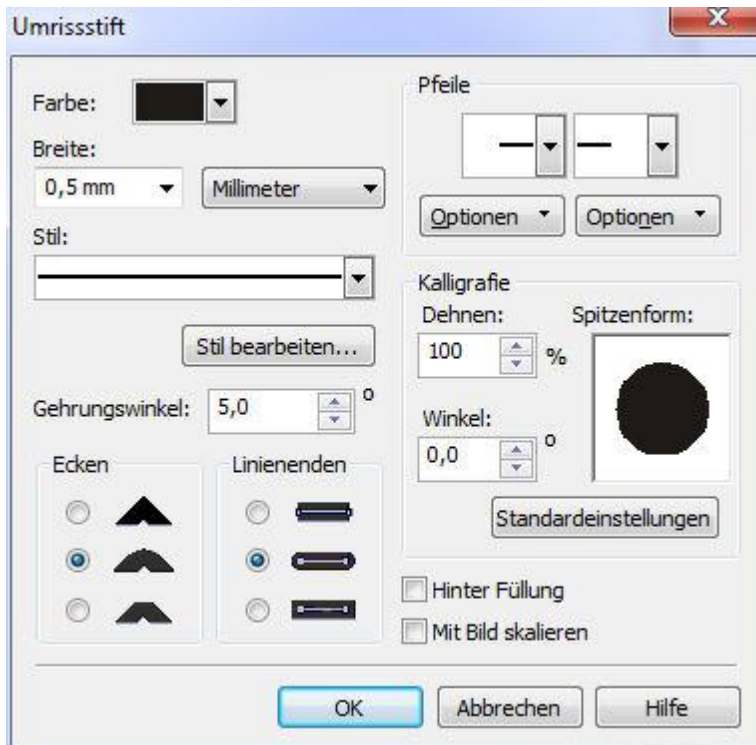 Umrissstift
Farbe:
Breite:
0,5 mm
Millimeter
Stil:
Stil bearbeiten...
Gehrungswinkel:
5,0
o
Ecken
Linienenden
Pfeile
Optionen
Optionen
Kalligrafie
Dehnen:
Spitzenform:
100
%
Winkel:
0,0
o
Standardeinstellungen
Hinter Füllung
Mit Bild skalieren
OK
Abbrechen
Hilfe